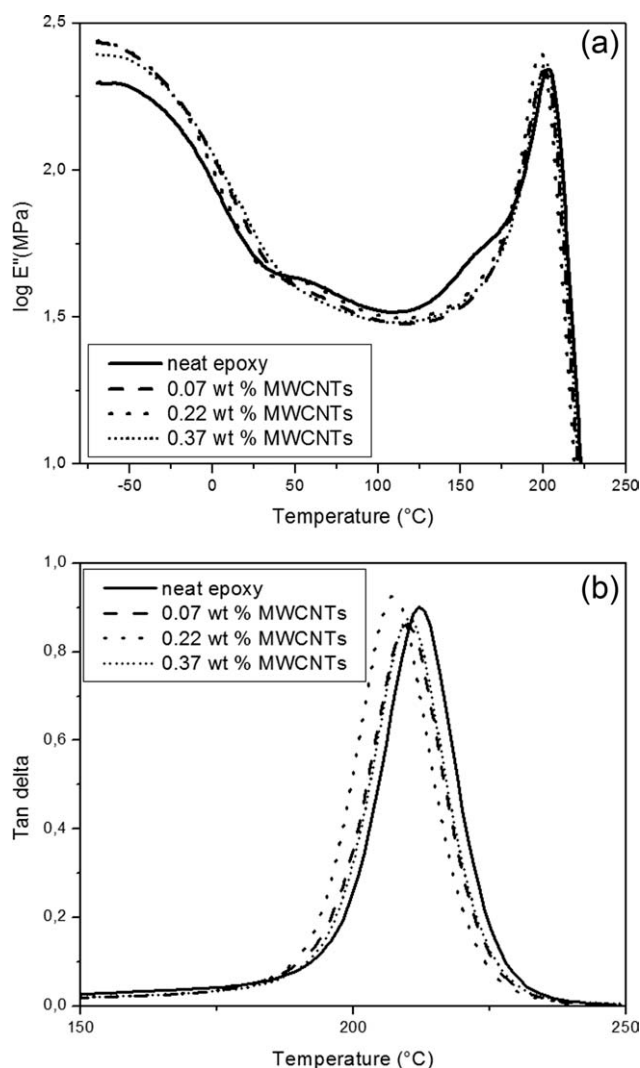 (a)
2,5
2,0
1,5
1,0
log E"(MPa)
neat epoxy
0.07 wt % MWCNTs
0.22 wt % MWCNTs
0.37 wt % MWCNTs
-50 0 50 100 150 200 250
Temperature (°C)
(b)
1,0
0,8
0,6
0,4
0,2
0,0
Tan delta
neat epoxy
0.07 wt % MWCNTs
0.22 wt % MWCNTs
0.37 wt % MWCNTs
150 200 250
Temperature (°C)